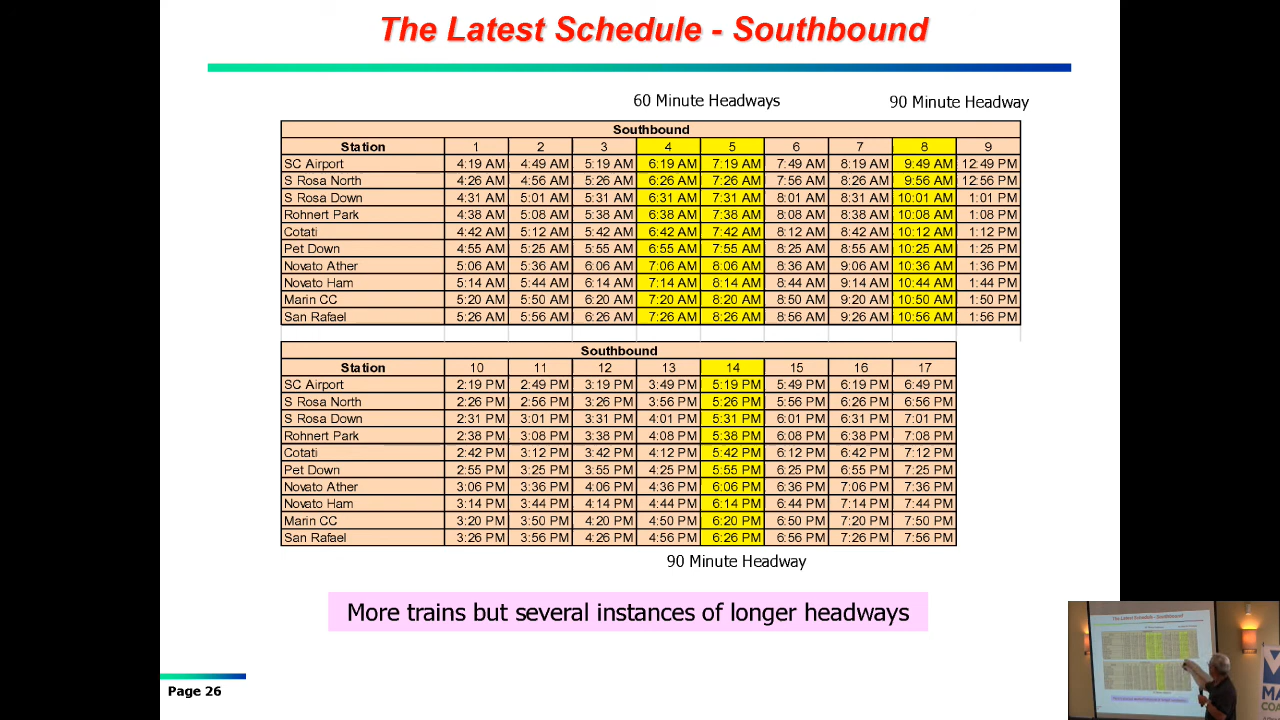 The Latest Schedule - Southbound
60 Minute Headways 90 Minute Headway
Southbound
Station 1 2 3 4 5 6 7 8 9
SC Airport 4:19 AM 4:49 AM 5:19 AM 6:19 AM 7:19 AM 7:49 AM 8:19 AM 9:49 AM 12:49 PM
S Rosa North 4:26 AM 4:56 AM 5:26 AM 6:26 AM 7:26 AM 7:56 AM 8:26 AM 9:56 AM 12:56 PM
S Rosa Down 4:31 AM 5:01 AM 5:31 AM 6:31 AM 7:31 AM 8:01 AM 8:31 AM 10:01 AM 1:01 PM
Rohnert Park 4:38 AM 5:08 AM 5:38 AM 6:38 AM 7:38 AM 8:08 AM 8:38 AM 10:08 AM 1:08 PM
Cotati 4:42 AM 5:12 AM 5:42 AM 6:42 AM 7:42 AM 8:12 AM 8:42 AM 10:12 AM 1:12 PM
Pet Down 4:55 AM 5:25 AM 5:55 AM 6:55 AM 7:55 AM 8:25 AM 8:55 AM 10:25 AM 1:25 PM
Novato Ather 5:06 AM 5:36 AM 6:06 AM 7:06 AM 8:06 AM 8:36 AM 9:06 AM 10:36 AM 1:36 PM
Novato Ham 5:14 AM 5:44 AM 6:14 AM 7:14 AM 8:14 AM 8:44 AM 9:14 AM 10:44 AM 1:44 PM
Marin CC 5:20 AM 5:50 AM 6:20 AM 7:20 AM 8:20 AM 8:50 AM 9:20 AM 10:50 AM 1:50 PM
San Rafael 5:26 AM 5:56 AM 6:26 AM 7:26 AM 8:26 AM 8:56 AM 9:26 AM 10:56 AM 1:56 PM
Southbound
Station 10 11 12 13 14 15 16 17
SC Airport 2:19 PM 2:49 PM 3:19 PM 3:49 PM 5:19 PM 5:49 PM 6:19 PM 6:49 PM
S Rosa North 2:26 PM 2:56 PM 3:26 PM 3:56 PM 5:26 PM 5:56 PM 6:26 PM 6:56 PM
S Rosa Down 2:31 PM 3:01 PM 3:31 PM 4:01 PM 5:31 PM 6:01 PM 6:31 PM 7:01 PM
Rohnert Park 2:38 PM 3:08 PM 3:38 PM 4:08 PM 5:38 PM 6:08 PM 6:38 PM 7:08 PM
Cotati 2:42 PM 3:12 PM 3:42 PM 4:12 PM 5:42 PM 6:12 PM 6:42 PM 7:12 PM
Pet Down 2:55 PM 3:25 PM 3:55 PM 4:25 PM 5:55 PM 6:25 PM 6:55 PM 7:25 PM
Novato Ather 3:06 PM 3:36 PM 4:06 PM 4:36 PM 6:06 PM 6:36 PM 7:06 PM 7:36 PM
Novato Ham 3:14 PM 3:44 PM 4:14 PM 4:44 PM 6:14 PM 6:44 PM 7:14 PM 7:44 PM
Marin CC 3:20 PM 3:50 PM 4:20 PM 4:50 PM 6:20 PM 6:50 PM 7:20 PM 7:50 PM
San Rafael 3:26 PM 3:56 PM 4:26 PM 4:56 PM 6:26 PM 6:56 PM 7:26 PM 7:56 PM
90 Minute Headway
More trains but several instances of longer headways
Page 26
The Latest Schedule - Southbound